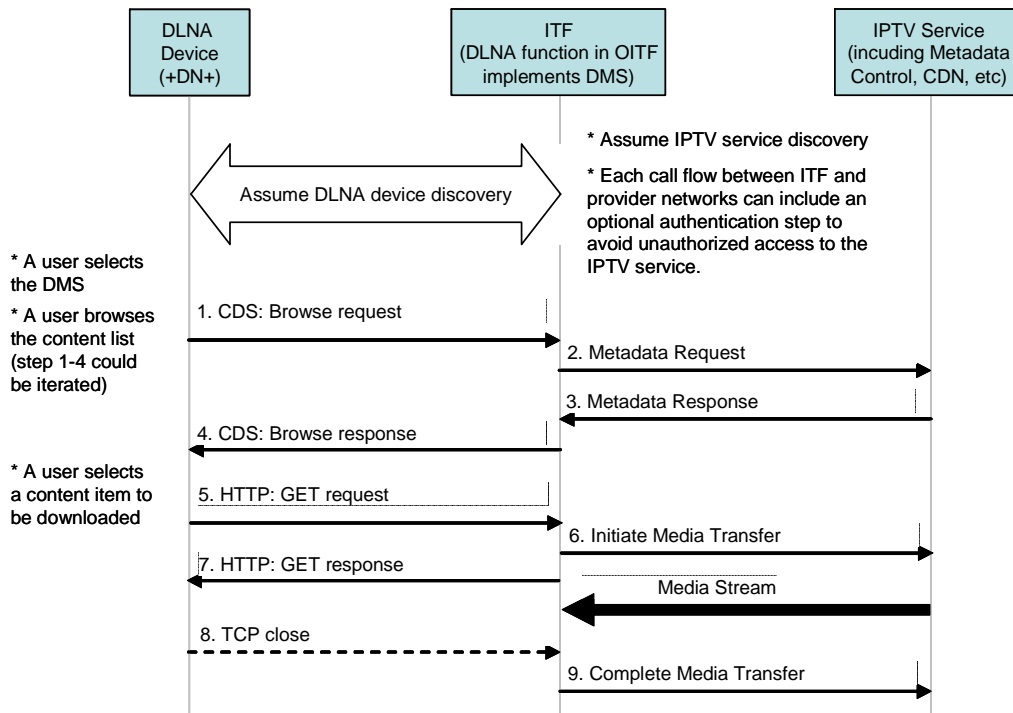 DLNA
Device
(+DN+)
ITF
(DLNA function in OITF
implements DMS)
IPTV Service
(incuding Metadata
Control, CDN, etc)
Assume DLNA device discovery
* Assume IPTV service discovery
* Each call flow between ITF and
provider networks can include an
optional authentication step to
avoid unauthorized access to the
IPTV service.
* A user selects
the DMS
* A user browses
the content list
(step 1-4 could
be iterated)
1. CDS: Browse request
2. Metadata Request
3. Metadata Response
4. CDS: Browse response
* A user selects
a content item to
be downloaded
5. HTTP: GET request
6. Initiate Media Transfer
7. HTTP: GET response
Media Stream
8. TCP close
9. Complete Media Transfer